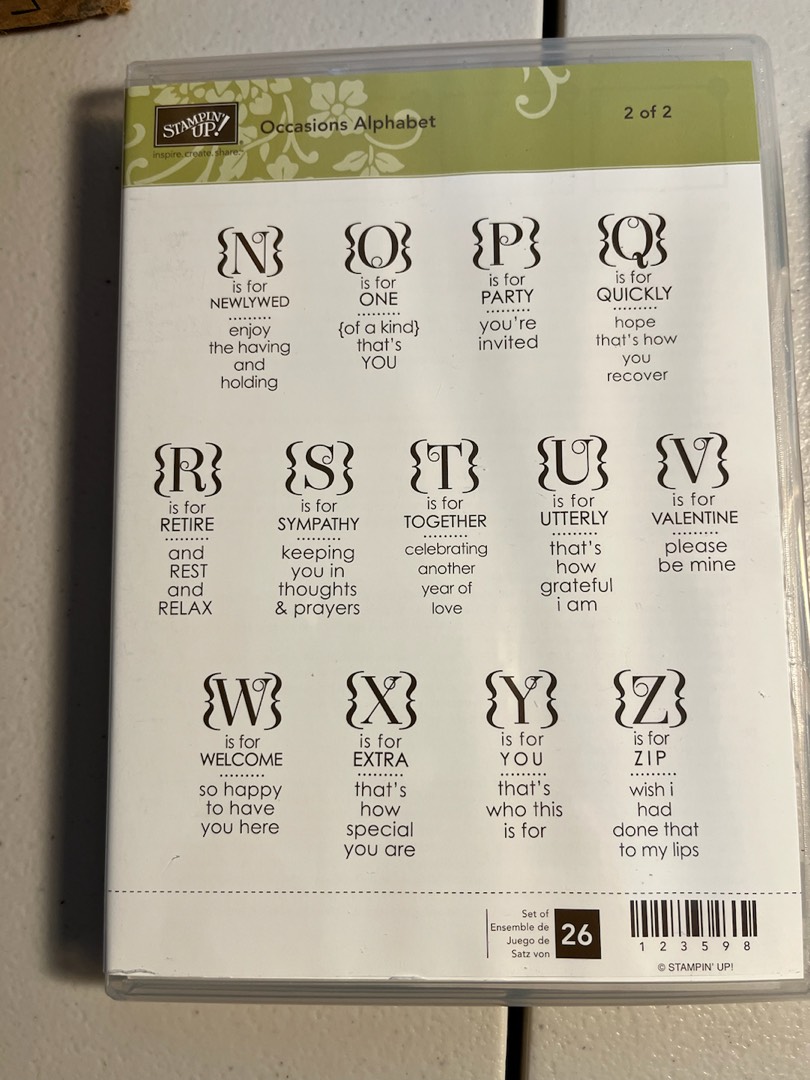 STAMPIN' UP!
inspire. create. share.
Occasions Alphabet
2 of 2
{N} {O} {P} {Q}
is for is for is for is for
NEWLYWED ONE PARTY QUICKLY
enjoy {of a kind} you're hope
the having that's invited that's how
and YOU you
holding recover
{R} {S} {T} {U} {V}
is for is for is for is for is for
RETIRE SYMPATHY TOGETHER UTTERLY VALENTINE
and keeping celebrating that's please
REST you in another how be mine
and thoughts year of grateful
RELAX & prayers love i am
{W} {X} {Y} {Z}
is for is for is for is for
WELCOME EXTRA YOU ZIP
so happy that's that's wish i
to have how who this had
you here special is for done that
you are to my lips
Set of
Ensemble de
Juego de
Satz von
26
1 2 3 5 9 8
© STAMPIN' UP!